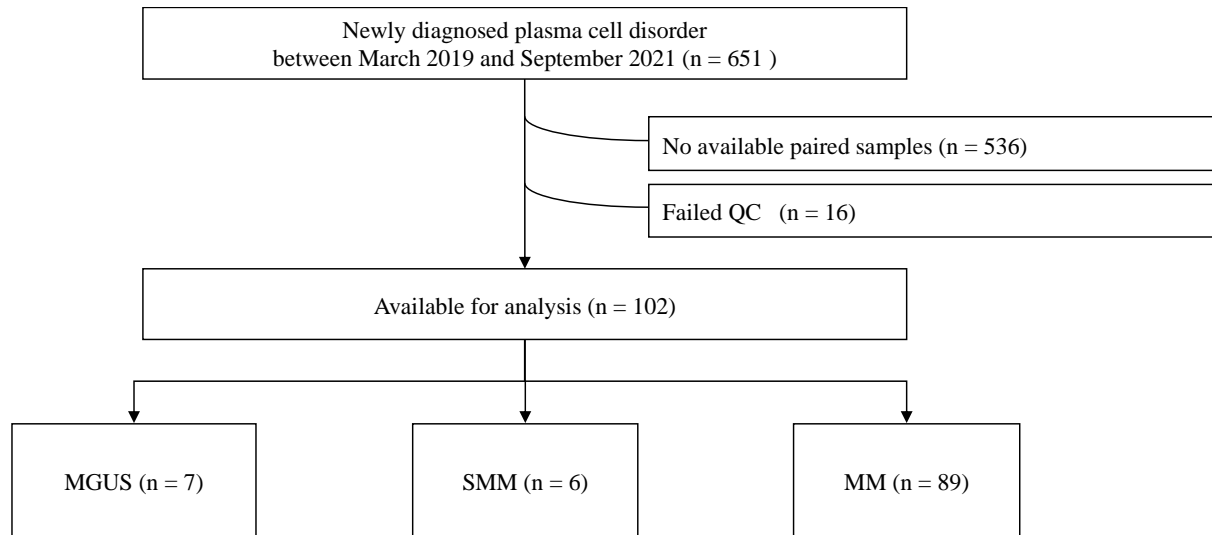 Newly diagnosed plasma cell disorder
between March 2019 and September 2021 (n = 651 )
No available paired samples (n = 536)
Failed QC (n = 16)
Available for analysis (n = 102)
MGUS (n = 7)
SMM (n = 6)
MM (n = 89)